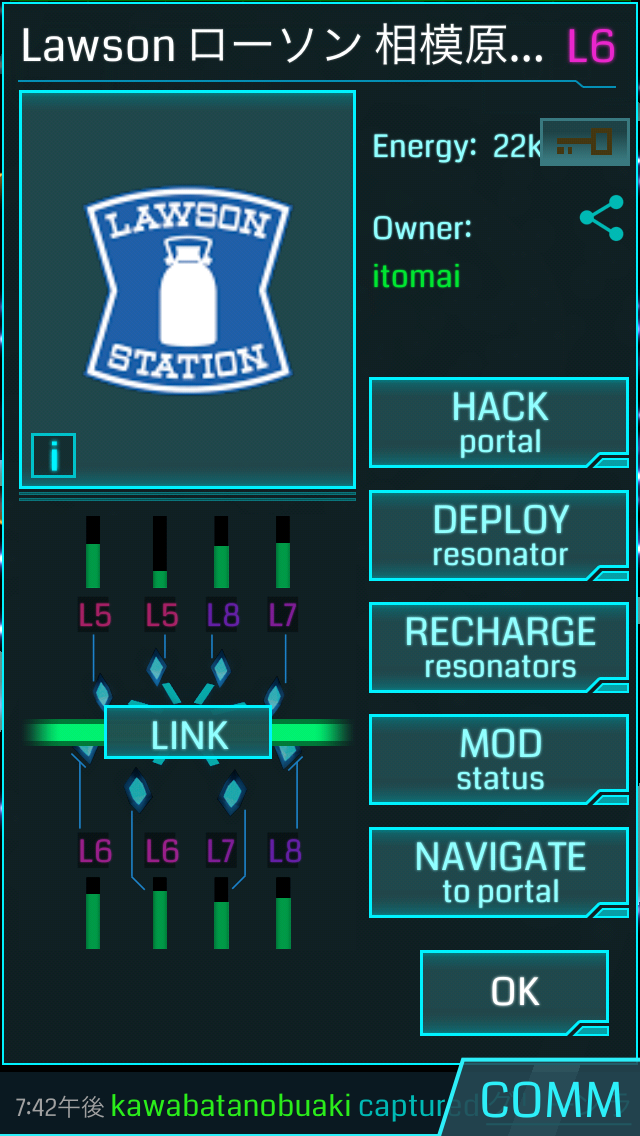 Lawson ローソン 相模原... L6
LAWSON
STATION
i
Energy: 22k
Owner:
itomai
HACK
portal
DEPLOY
resonator
RECHARGE
resonators
MOD
status
NAVIGATE
to portal
OK
L5 L5 L8 L7
LINK
L6 L6 L7 L8
7:42午後 kawabatanobuaki captured
COMM